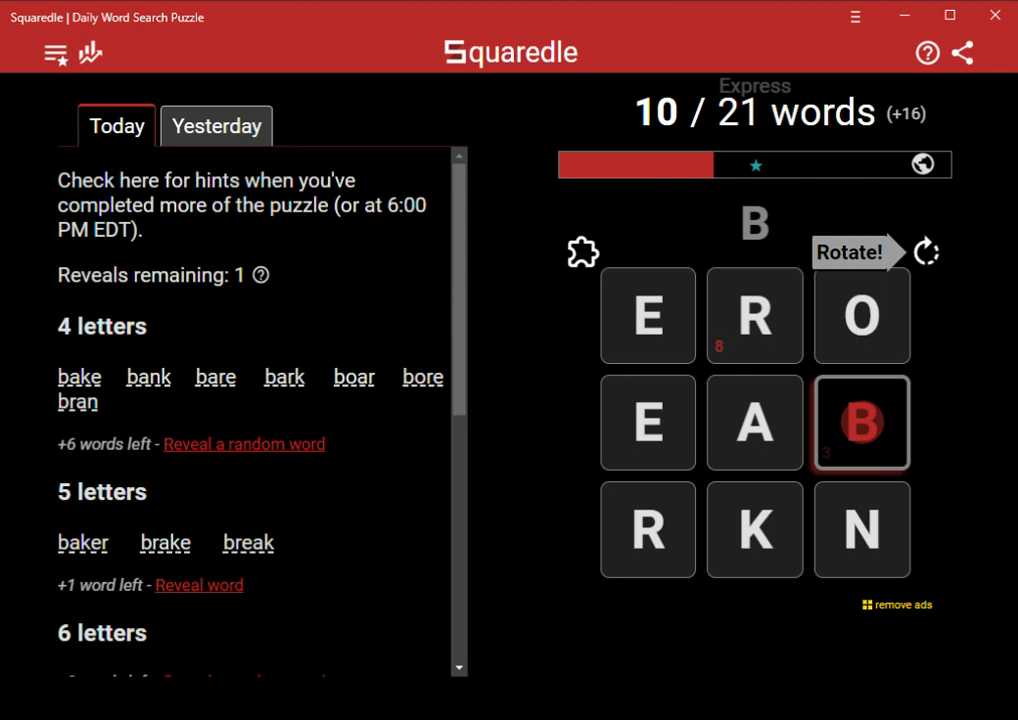 Squaredle | Daily Word Search Puzzle
Squaredle
Today
Yesterday
Check here for hints when you've
completed more of the puzzle (or at 6:00
PM EDT).
Reveals remaining: 1
4 letters
bake bank bare bark boar bore
bran
+6 words left - Reveal a random word
5 letters
baker brake break
+1 word left - Reveal word
6 letters
Express
10 / 21 words (+16)
B
Rotate!
E R O
8
E A B
3
R K N
remove ads